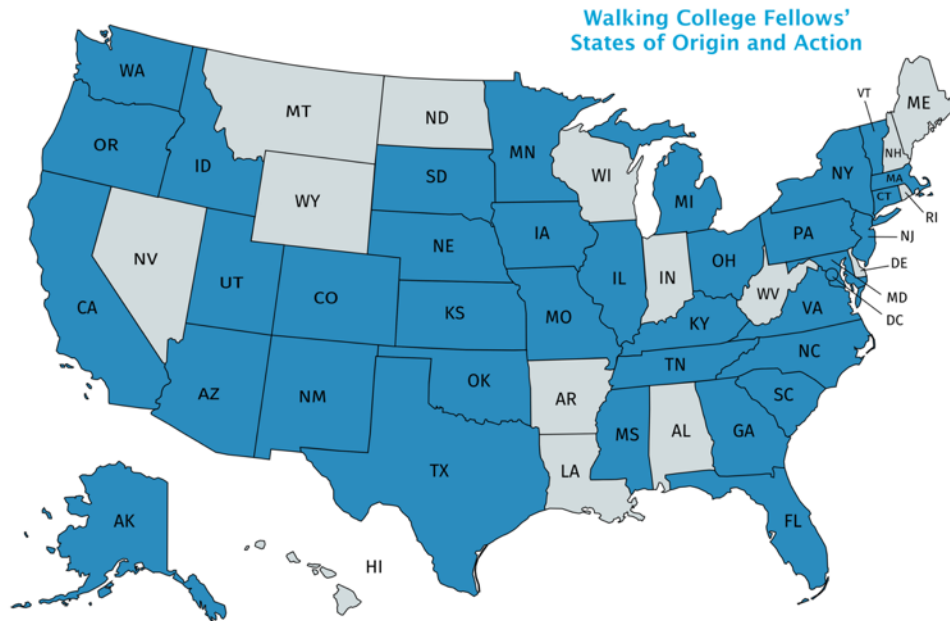 Walking College Fellows'
States of Origin and Action
WA
MT
ND
VT
ME
OR
ID
MN
NH
SD
WI
NY
MA
WY
MI
CT
RI
IA
PA
NJ
NE
NV
OH
DE
UT
IL
IN
CO
WV
MD
CA
KS
MO
VA
DC
KY
NC
TN
OK
AZ
NM
AR
SC
MS
AL
GA
TX
LA
AK
FL
HI